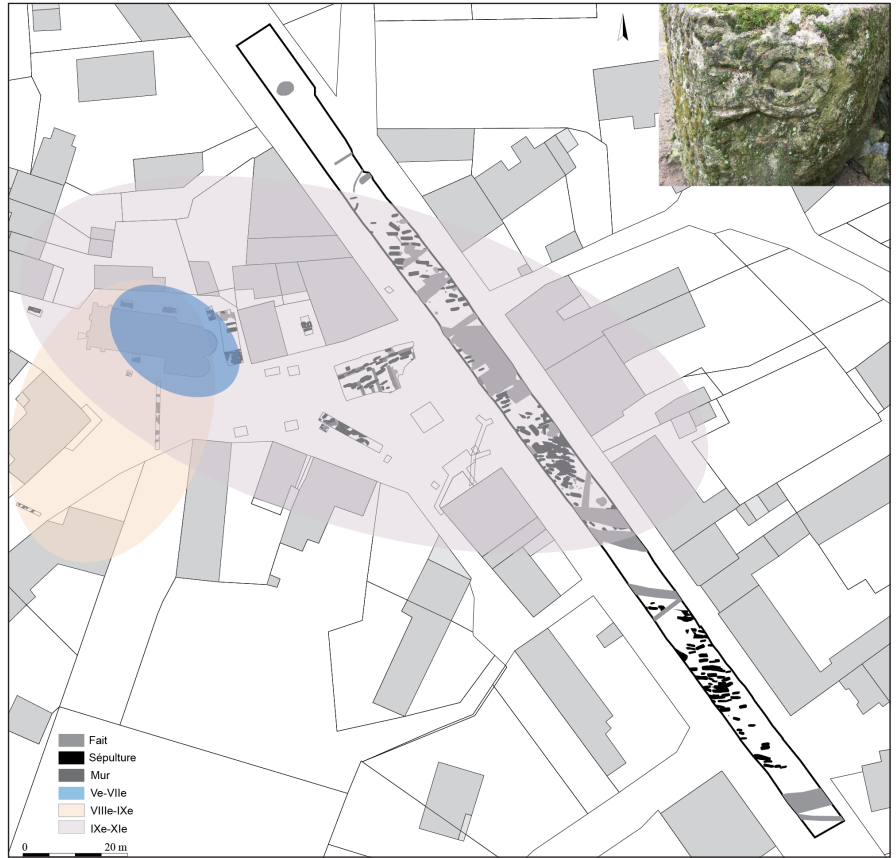 Fait
Sépulture
Mur
Ve-VIIe
VIIIe-IXe
IXe-XIe
0 20 m